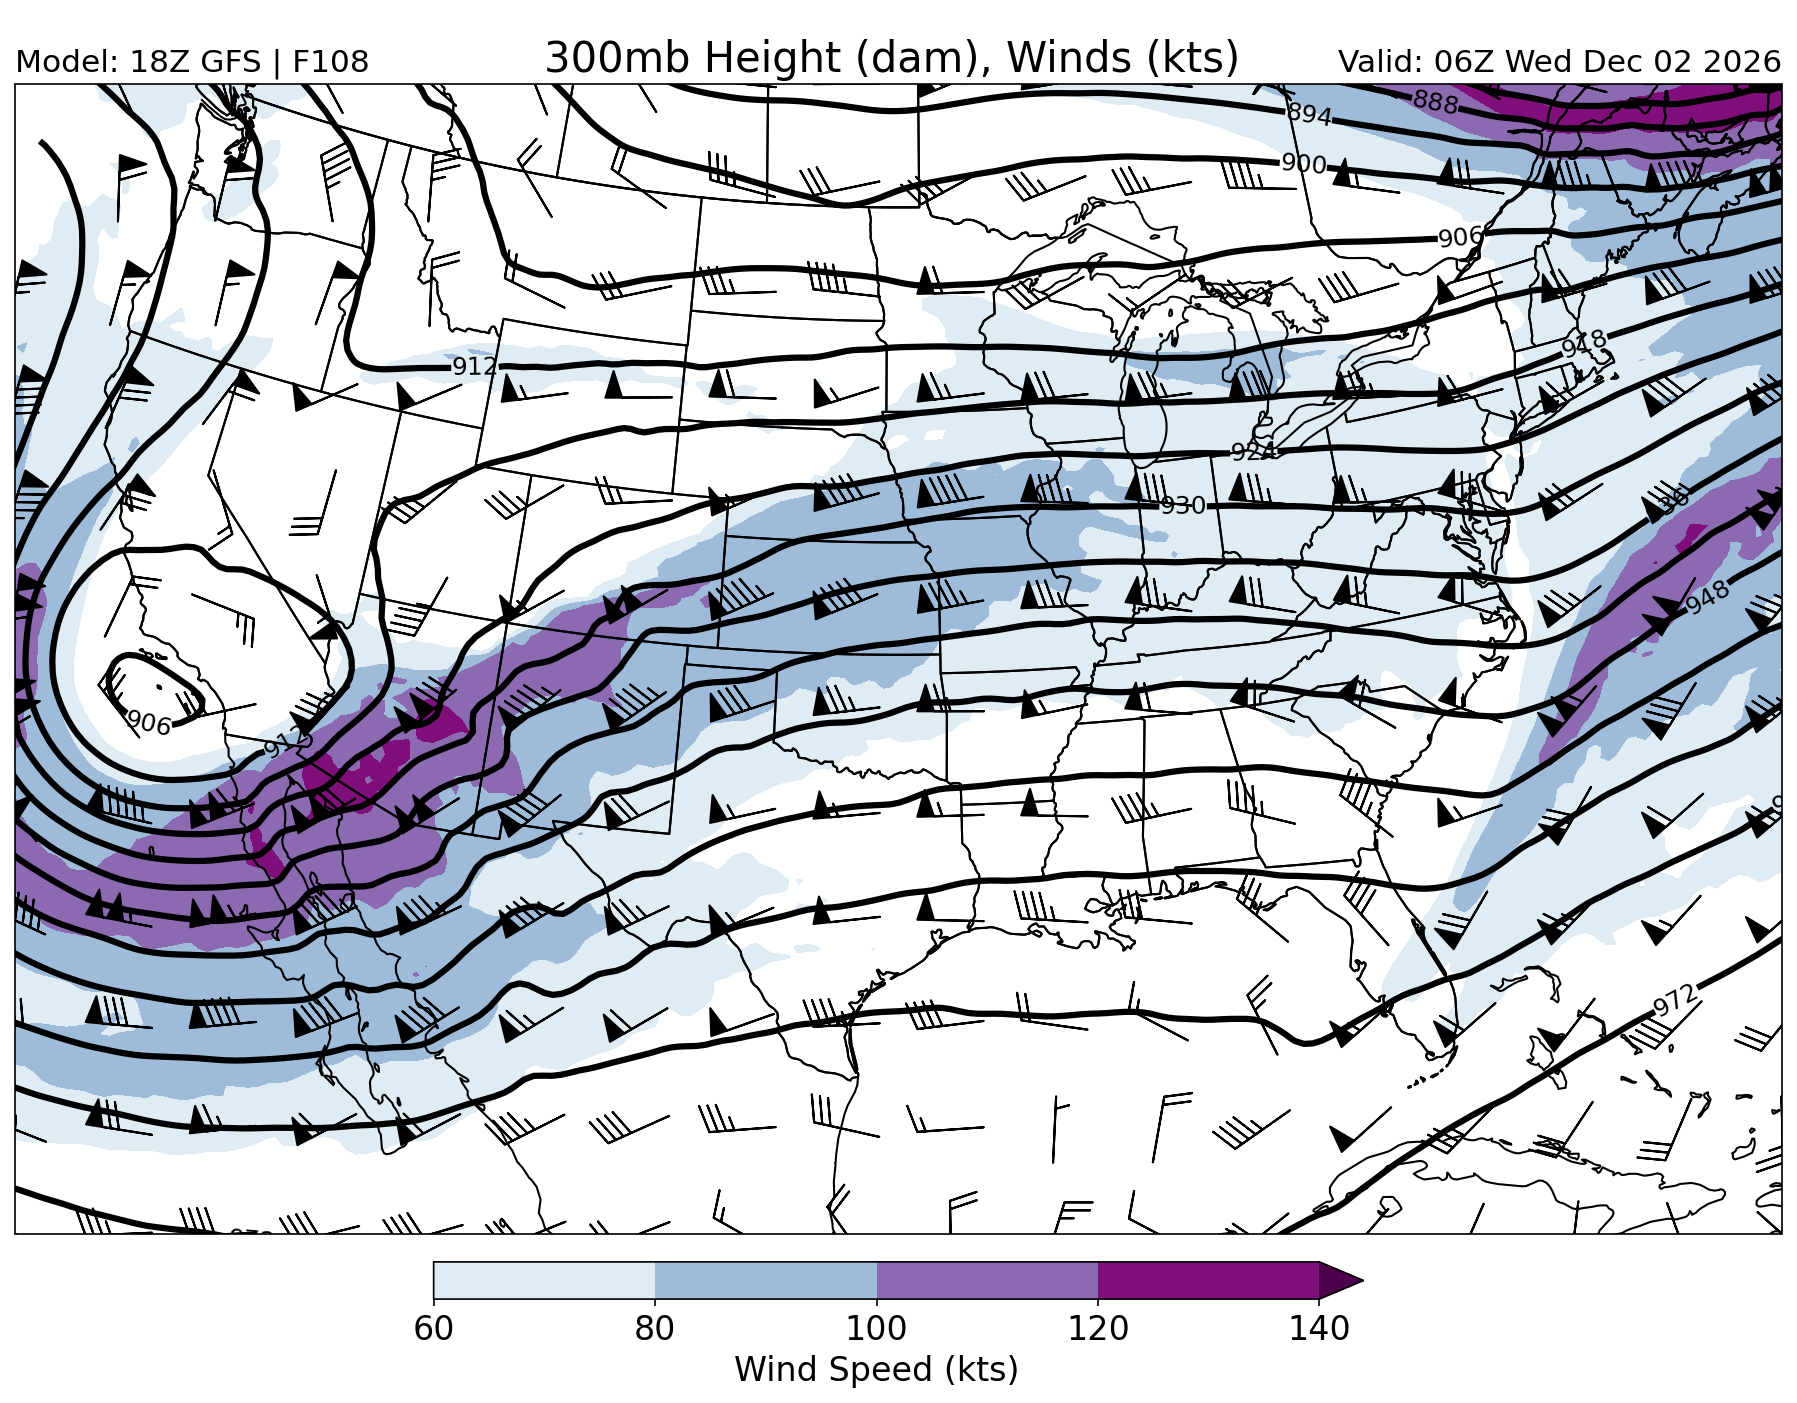 Model: 18Z GFS | F108
300mb Height (dam), Winds (kts)
Valid: 06Z Wed Dec 02 2026
888
894
900
906
918
912
924
930
948
906
912
972
60 80 100 120 140
Wind Speed (kts)